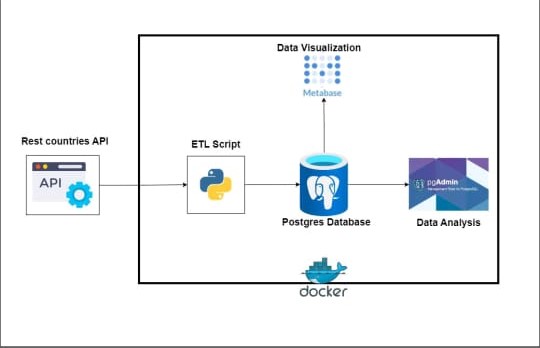 Data Visualization
Metabase
Rest countries API
API
ETL Script
Postgres Database
pgAdmin
Management Tools for PostgreSQL
Data Analysis
docker